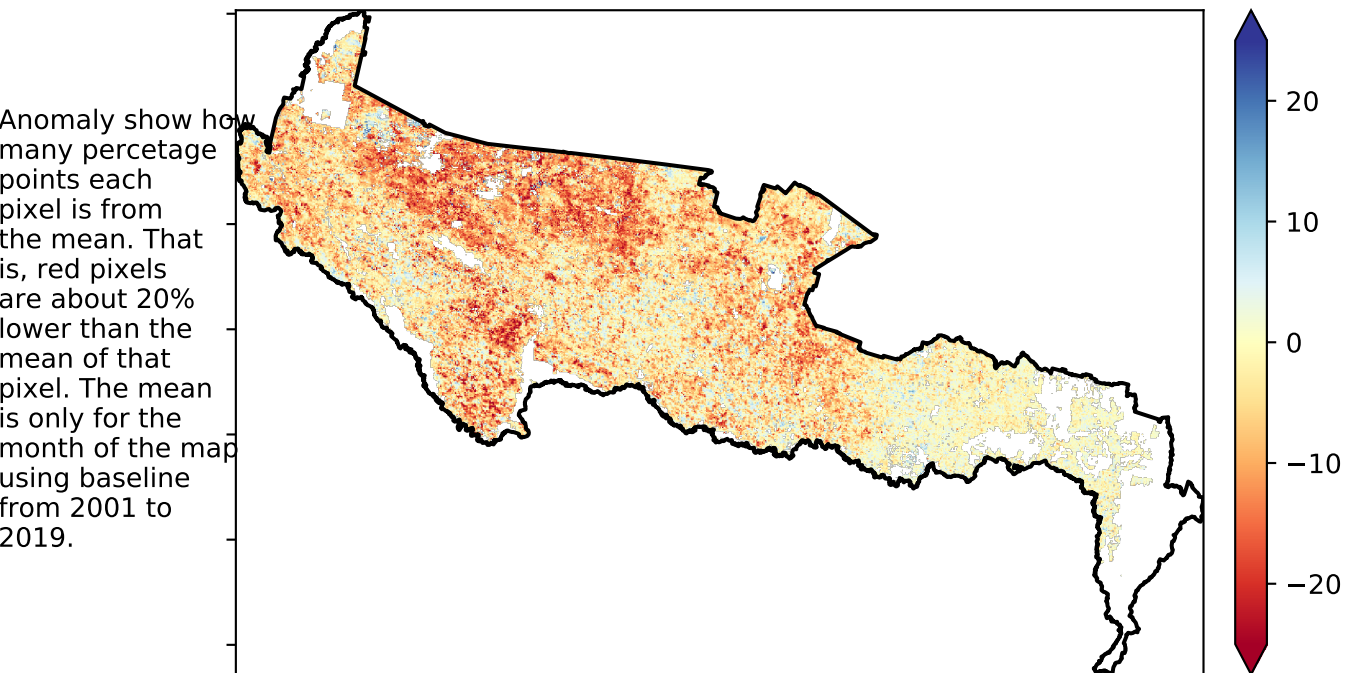 Anomaly show how
many percetage
points each
pixel is from
the mean. That
is, red pixels
are about 20%
lower than the
mean of that
pixel. The mean
is only for the
month of the map
using baseline
from 2001 to
2019.
20
10
0
−10
−20